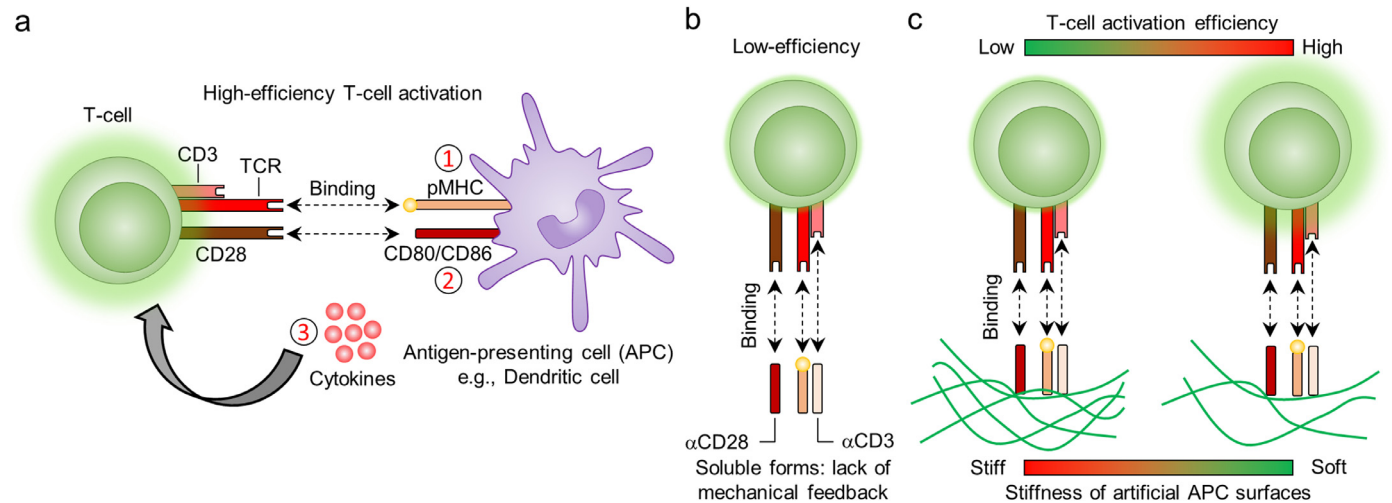 a
High-efficiency T-cell activation
T-cell
CD3
TCR
Binding
1
pMHC
CD28
CD80/CD86
2
3
Cytokines
Antigen-presenting cell (APC)
e.g., Dendritic cell
b
Low-efficiency
Binding
αCD28
αCD3
Soluble forms: lack of
mechanical feedback
c
T-cell activation efficiency
Low
High
Binding
Stiff
Soft
Stiffness of artificial APC surfaces